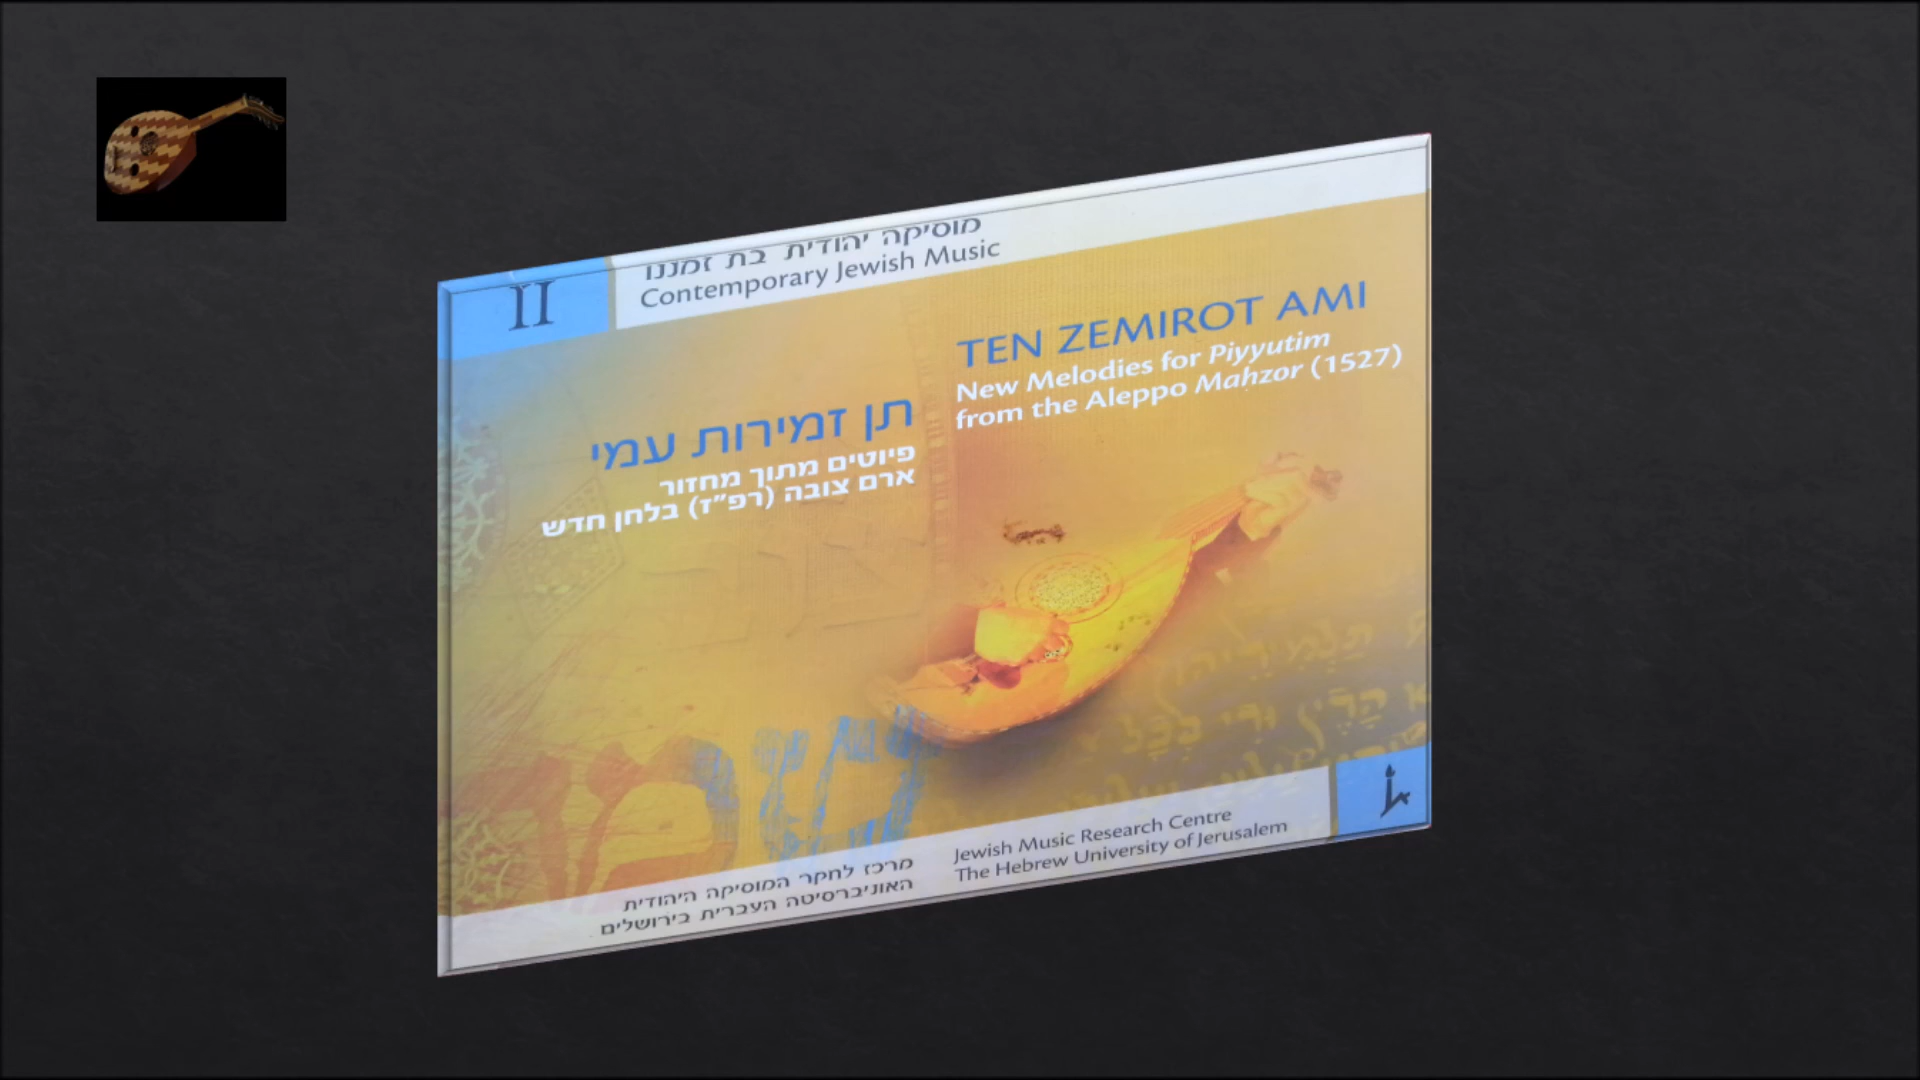 II
מוסיקה יהודית בת זמננו
Contemporary Jewish Music
TEN ZEMIROT AMI
New Melodies for Piyyutim
from the Aleppo Mahzor (1527)
תן זמירות עמי
פיוטים מתוך מחזור
ארם צובה (רפ״ז) בלחן חדש
מרכז לחקר המוסיקה היהודית
האוניברסיטה העברית בירושלים
Jewish Music Research Centre
The Hebrew University of Jerusalem